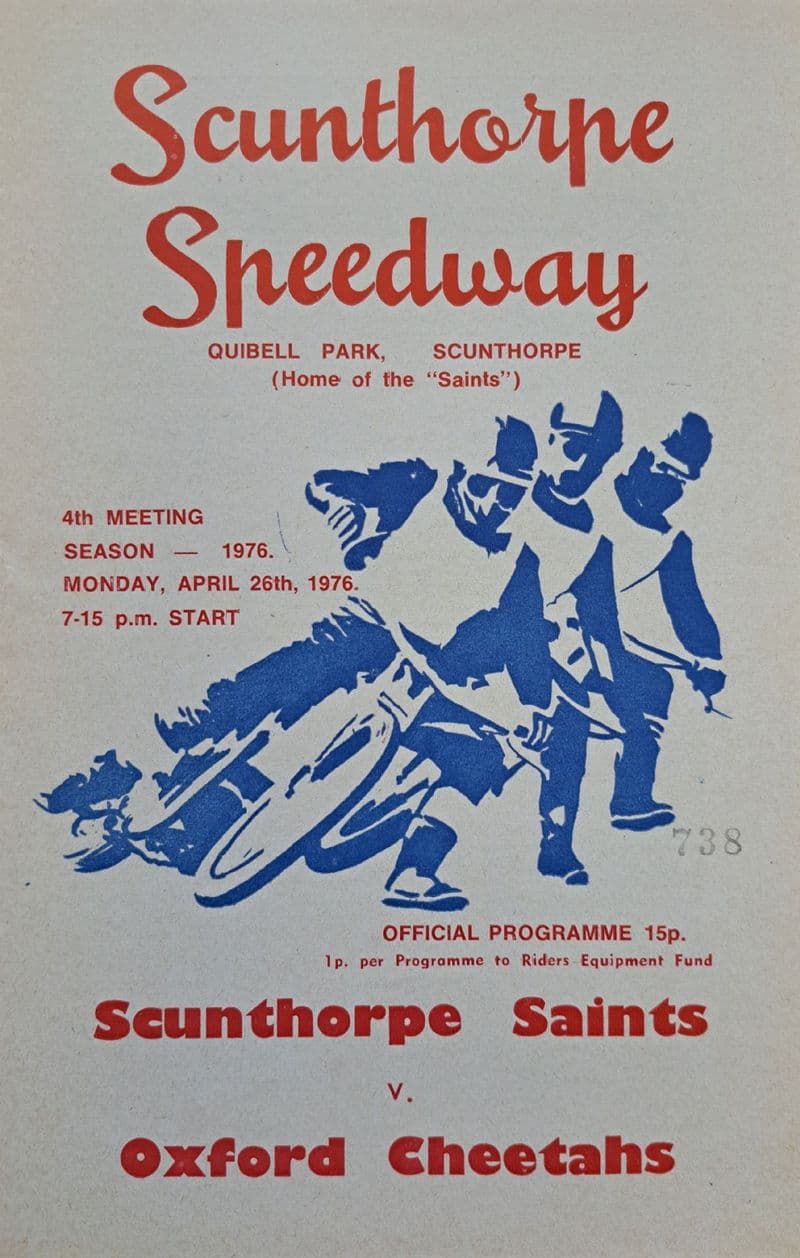 Scunthorpe
Speedway
QUIBELL PARK, SCUNTHORPE
(Home of the "Saints")
4th MEETING
SEASON — 1976.
MONDAY, APRIL 26th, 1976.
7-15 p.m. START
738
OFFICIAL PROGRAMME 15p.
1p. per Programme to Riders Equipment Fund
Scunthorpe Saints
v.
Oxford Cheetahs